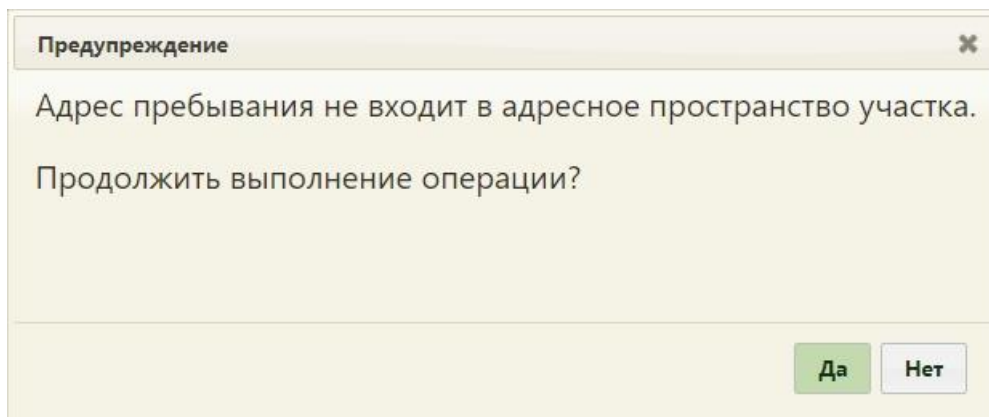 Предупреждение
Адрес пребывания не входит в адресное пространство участка.
Продолжить выполнение операции?
Да Нет